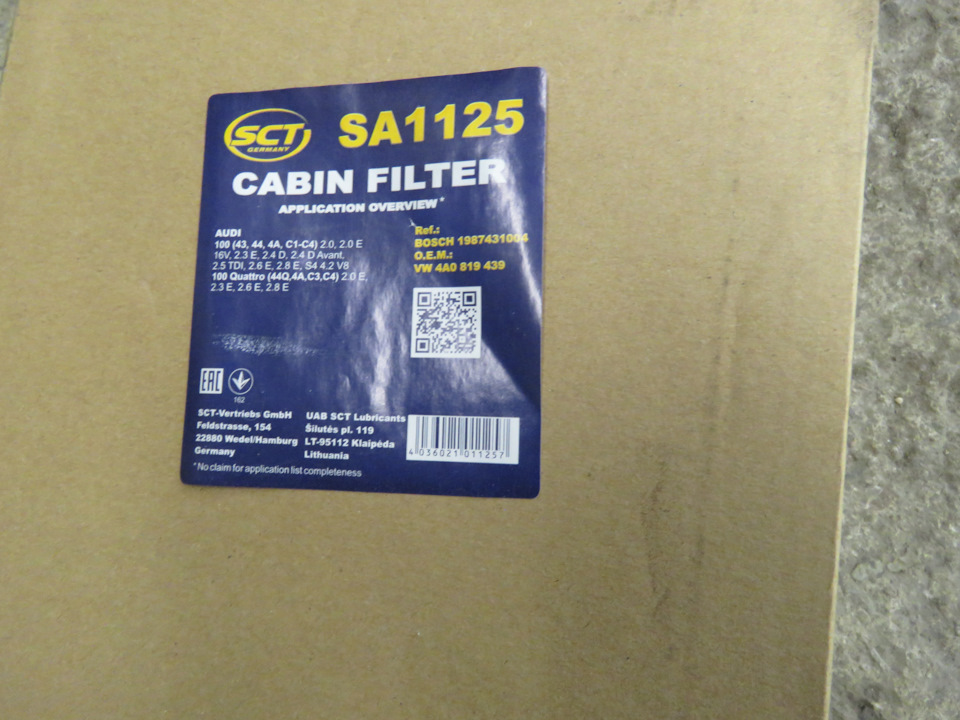 SCT
GERMANY
SA1125
CABIN FILTER
APPLICATION OVERVIEW*
AUDI
100 (43, 44, 4A, C1-C4) 2.0, 2.0 E
16V, 2.3 E, 2.4 D, 2.4 D Avant,
2.5 TDI, 2.6 E, 2.8 E, S4 4.2 V8
100 Quattro (44Q,4A,C3,C4) 2.0 E,
2.3 E, 2.6 E, 2.8 E
Ref.:
BOSCH 1987431004
O.E.M.:
VW 4A0 819 439
EAC
162
SCT-Vertriebs GmbH
Feldstrasse, 154
22880 Wedel/Hamburg
Germany
UAB SCT Lubricants
Šilutės pl. 119
LT-95112 Klaipėda
Lithuania
4 036021 011257
*No claim for application list completeness